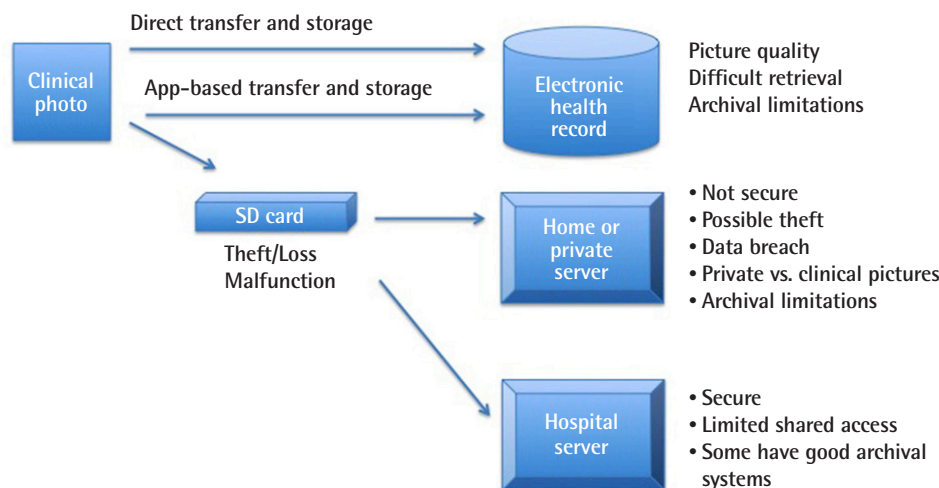 Direct transfer and storage
Clinical
photo
App-based transfer and storage
Electronic
health
record
Picture quality
Difficult retrieval
Archival limitations
SD card
Theft/Loss
Malfunction
Home or
private
server
• Not secure
• Possible theft
• Data breach
• Private vs. clinical pictures
• Archival limitations
Hospital
server
• Secure
• Limited shared access
• Some have good archival
systems